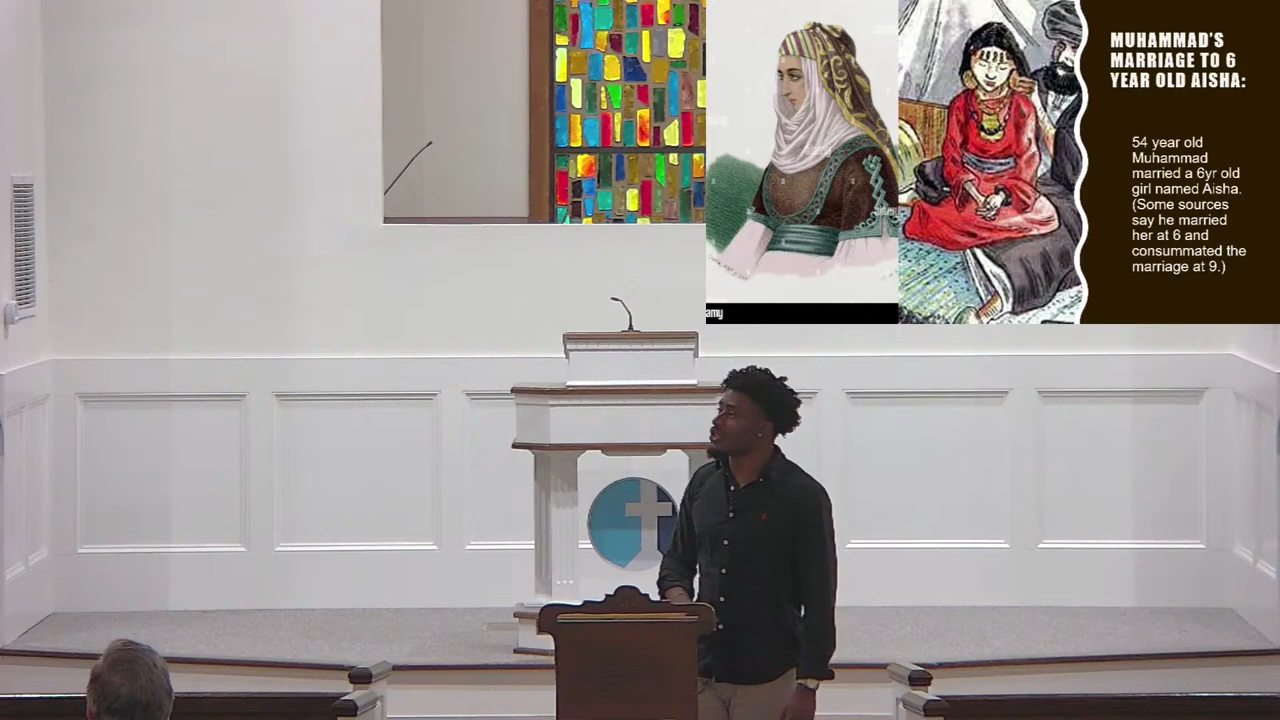 MUHAMMAD'S
MARRIAGE TO 6
YEAR OLD AISHA:
54 year old
Muhammad
married a 6yr old
girl named Aisha.
(Some sources
say he married
her at 6 and
consummated the
marriage at 9.)
amy